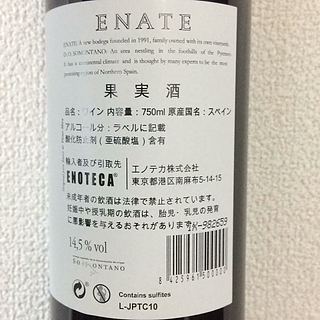 ENATE
ENATE. A new bodega founded in 1991, family owned with its own vineyards.
D.O. SOMONTANO. An area nestling in the foothills of the Pyrenees.
It has a continental climate and is thought by many experts to be the most
promising region of Northern Spain.
果実酒
品名:ワイン 内容量:750ml 原産国名:スペイン
アルコール分:ラベルに記載
酸化防止剤(亜硫酸塩)含有
輸入者及び引取先
ENOTECA® エノテカ株式会社
東京都港区南麻布5-14-15
未成年者の飲酒は法律で禁止されています。
妊娠中や授乳期の飲酒は、胎児・乳児の発育
に悪影響を与えるおそれがあります。
IK-982659
14,5% vol
SOMONTANO
8425961500000
Contains sulfites
L-JPTC10